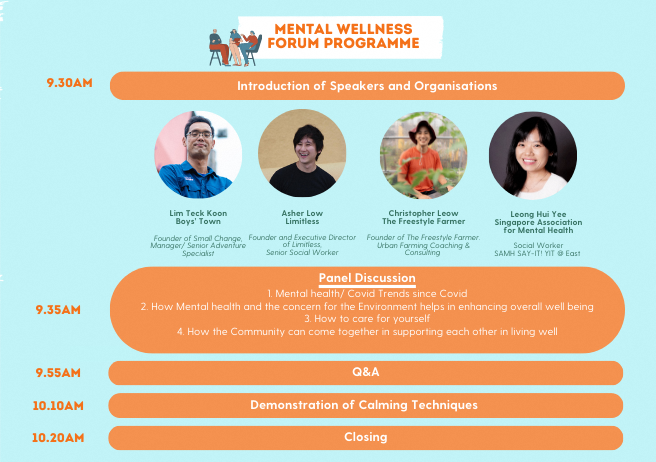 MENTAL WELLNESS
FORUM PROGRAMME
9.30AM
Introduction of Speakers and Organisations
Lim Teck Koon
Boys' Town
Founder of Small Change,
Manager/ Senior Adventure
Specialist
Asher Low
Limitless
Founder and Executive Director
of Limitless,
Senior Social Worker
Christopher Leow
The Freestyle Farmer
Founder of The Freestyle Farmer.
Urban Farming Coaching &
Consulting
Leong Hui Yee
Singapore Association
for Mental Health
Social Worker
SAMH SAY-IT! YIT @ East
9.35AM
Panel Discussion
1. Mental health/ Covid Trends since Covid
2. How Mental health and the concern for the Environment helps in enhancing overall well being
3. How to care for yourself
4. How the Community can come together in supporting each other in living well
9.55AM
Q&A
10.10AM
Demonstration of Calming Techniques
10.20AM
Closing